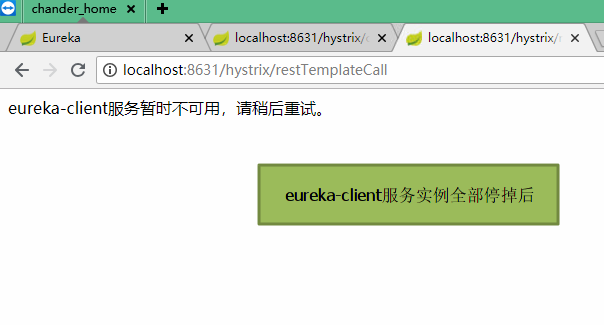 chander_home
Eureka
localhost:8631/hystrix/
localhost:8631/hystrix/
localhost:8631/hystrix/restTemplateCall
eureka-client服务暂时不可用，请稍后重试。
eureka-client服务实例全部停掉后